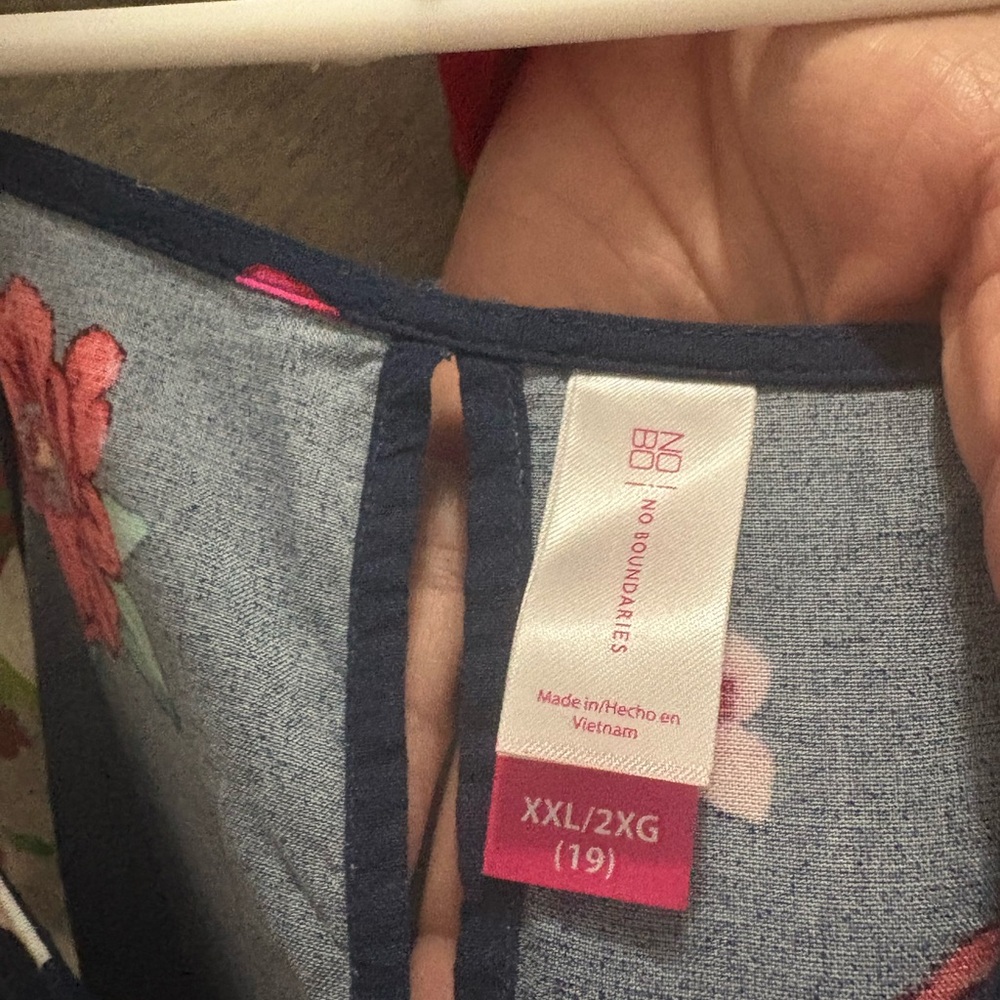 NO
BO
NO BOUNDARIES
Made in/Hecho en
Vietnam
XXL/2XG
(19)